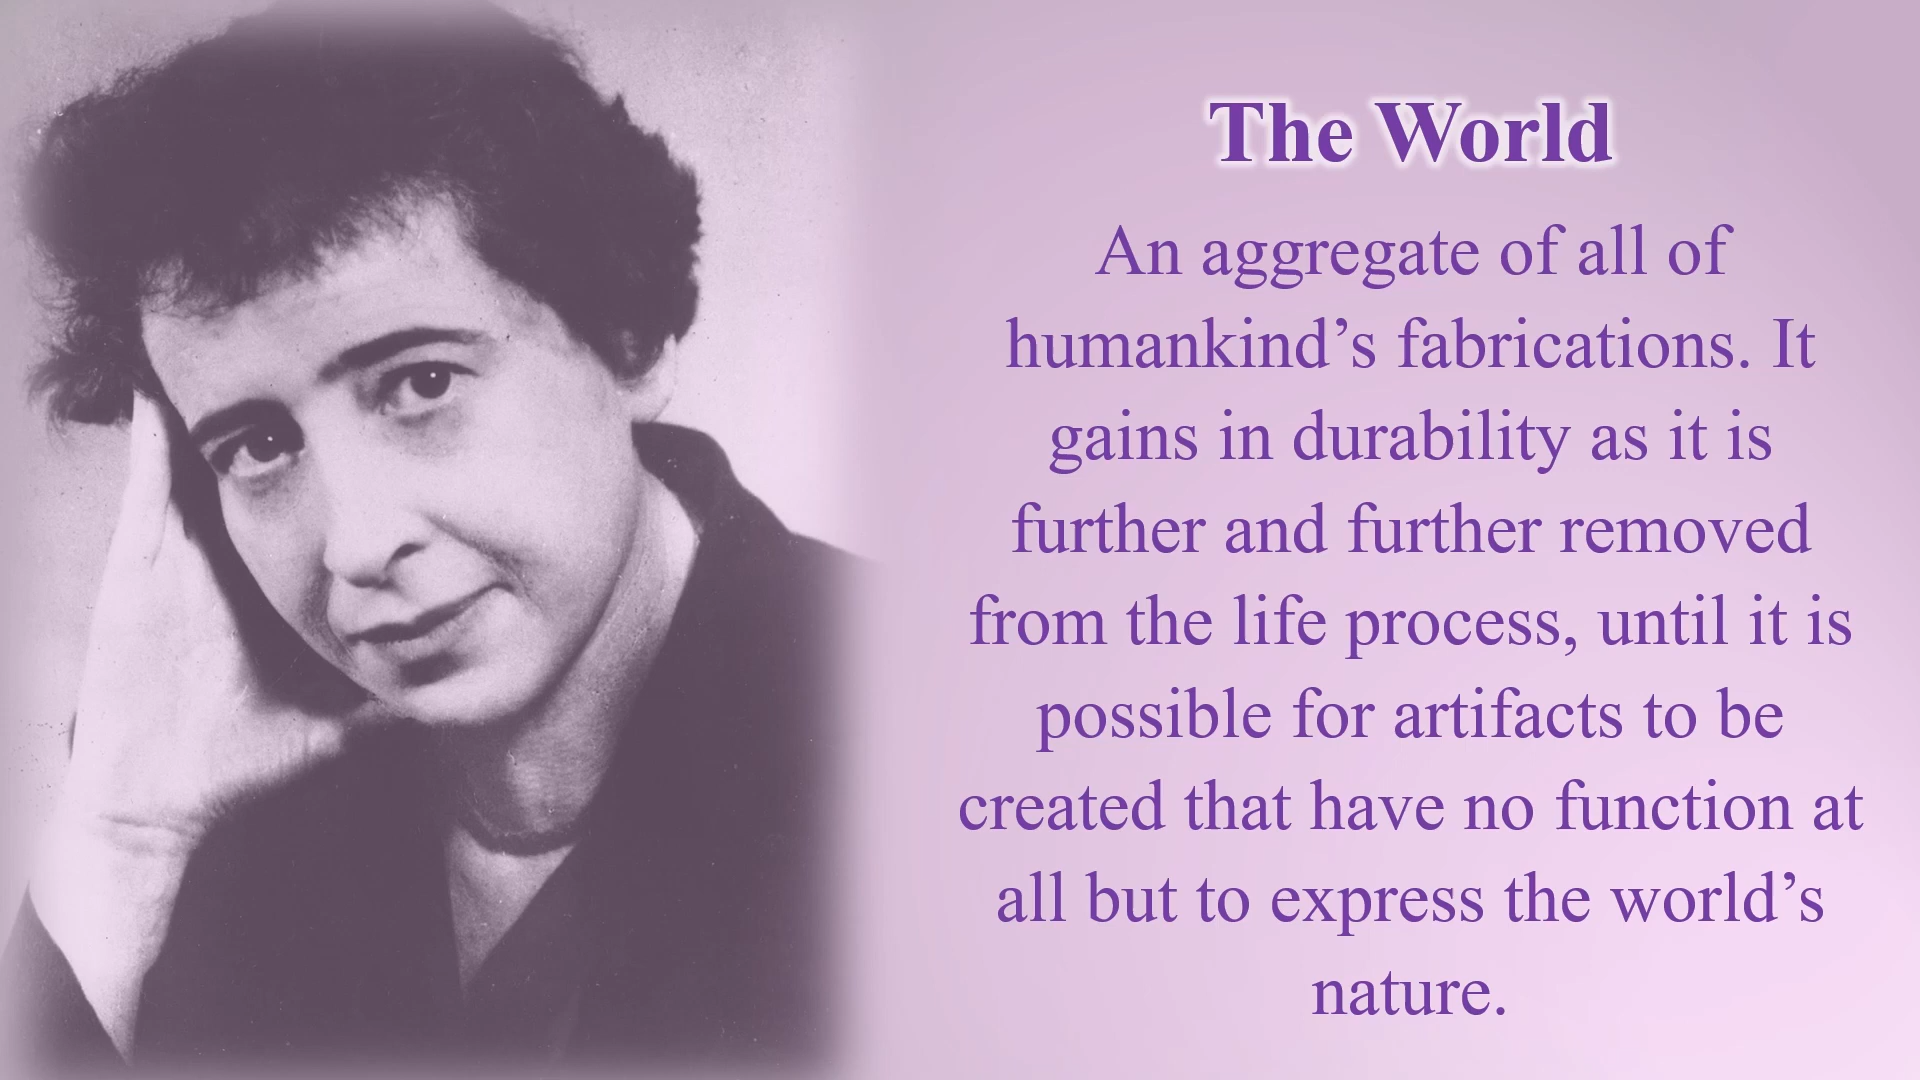 The World
An aggregate of all of
humankind’s fabrications. It
gains in durability as it is
further and further removed
from the life process, until it is
possible for artifacts to be
created that have no function at
all but to express the world’s
nature.